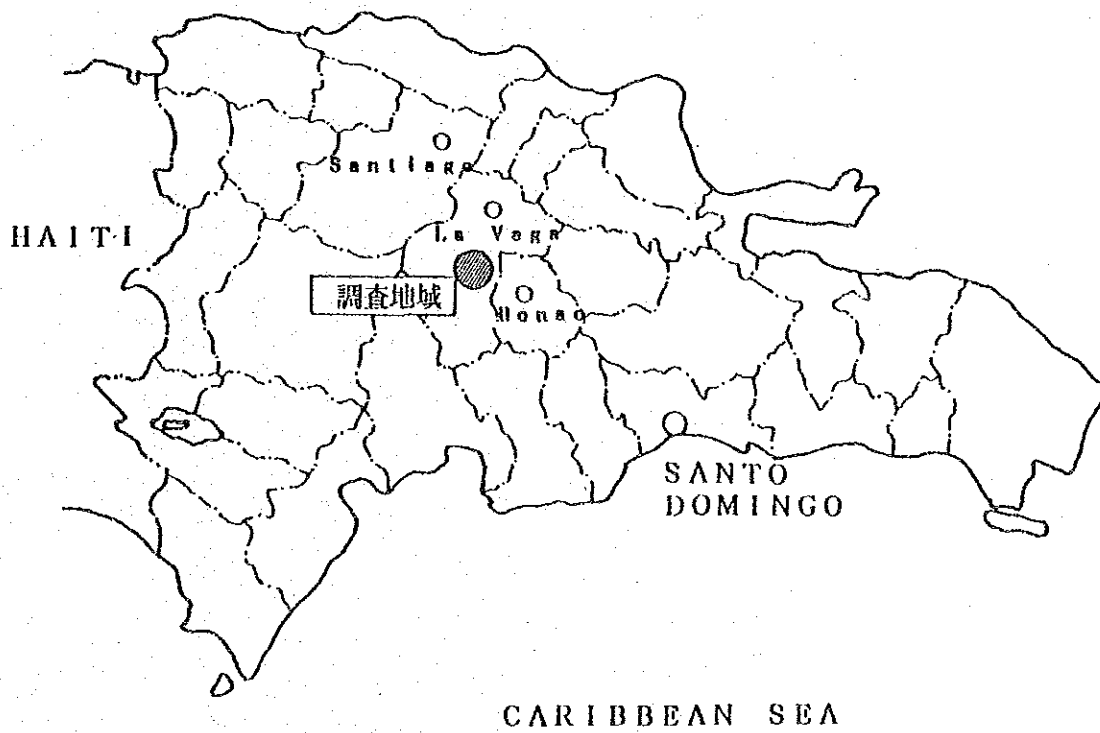 Santiago
HAITI
La Vega
調査地域
Bonao
SANTO
DOMINGO
CARIBBEAN SEA